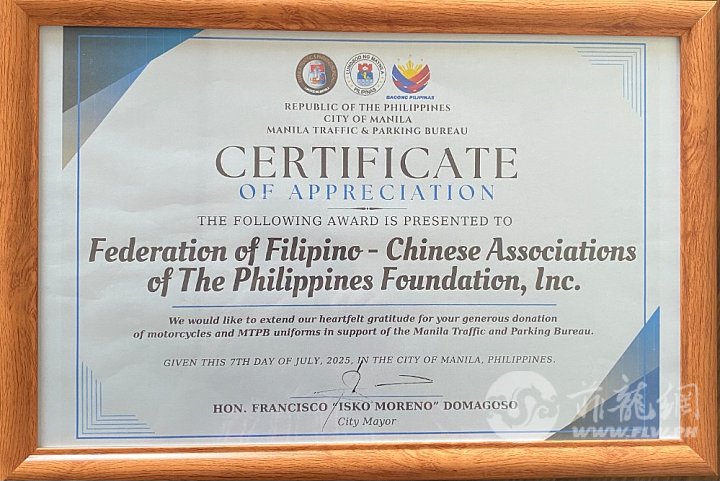 LUNGSOD NG MAYNILA
PILIPINAS
BAGONG PILIPINAS
REPUBLIC OF THE PHILIPPINES
CITY OF MANILA
MANILA TRAFFIC & PARKING BUREAU
CERTIFICATE
OF APPRECIATION
THE FOLLOWING AWARD IS PRESENTED TO
Federation of Filipino - Chinese Associations
of The Philippines Foundation, Inc.
We would like to extend our heartfelt gratitude for your generous donation
of motorcycles and MTPB uniforms in support of the Manila Traffic and Parking Bureau.
GIVEN THIS 7TH DAY OF JULY, 2025, IN THE CITY OF MANILA, PHILIPPINES.
HON. FRANCISCO "ISKO MORENO" DOMAGOSO
City Mayor
菲龍網
WWW.FLW.PH